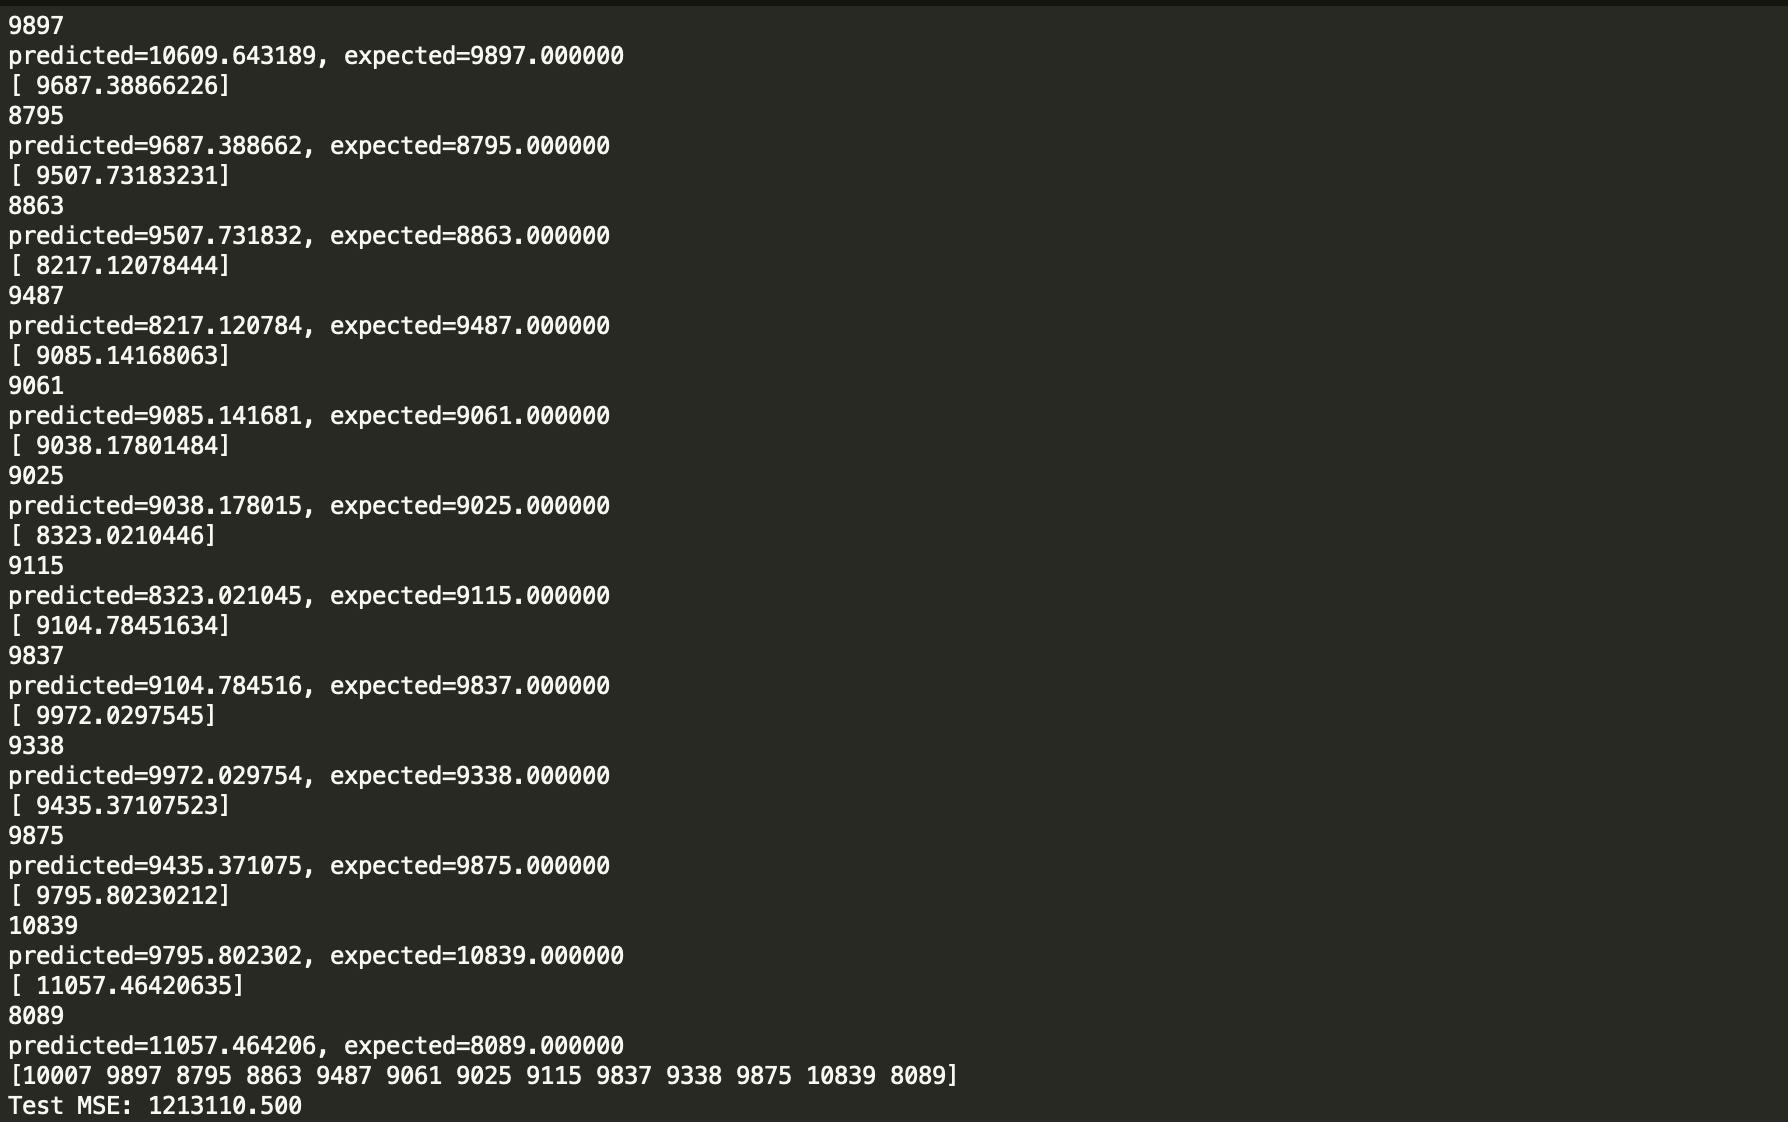 9897
predicted=10609.643189, expected=9897.000000
[ 9687.38866226]
8795
predicted=9687.388662, expected=8795.000000
[ 9507.73183231]
8863
predicted=9507.731832, expected=8863.000000
[ 8217.12078444]
9487
predicted=8217.120784, expected=9487.000000
[ 9085.14168063]
9061
predicted=9085.141681, expected=9061.000000
[ 9038.17801484]
9025
predicted=9038.178015, expected=9025.000000
[ 8323.0210446]
9115
predicted=8323.021045, expected=9115.000000
[ 9104.78451634]
9837
predicted=9104.784516, expected=9837.000000
[ 9972.0297545]
9338
predicted=9972.029754, expected=9338.000000
[ 9435.37107523]
9875
predicted=9435.371075, expected=9875.000000
[ 9795.80230212]
10839
predicted=9795.802302, expected=10839.000000
[ 11057.46420635]
8089
predicted=11057.464206, expected=8089.000000
[10007 9897 8795 8863 9487 9061 9025 9115 9837 9338 9875 10839 8089]
Test MSE: 1213110.500